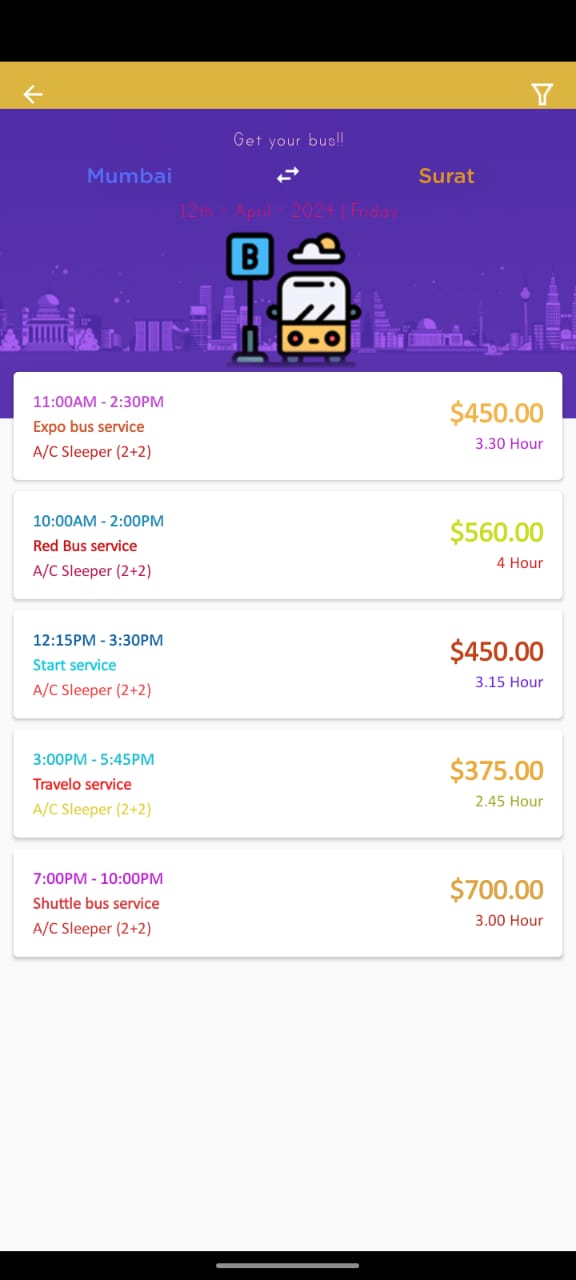 Get your bus!!
Mumbai
Surat
12th - April - 2024 | Friday
B
11:00AM - 2:30PM
$450.00
Expo bus service
3.30 Hour
A/C Sleeper (2+2)
10:00AM - 2:00PM
$560.00
Red Bus service
4 Hour
A/C Sleeper (2+2)
12:15PM - 3:30PM
$450.00
Start service
3.15 Hour
A/C Sleeper (2+2)
3:00PM - 5:45PM
$375.00
Travelo service
2.45 Hour
A/C Sleeper (2+2)
7:00PM - 10:00PM
$700.00
Shuttle bus service
3.00 Hour
A/C Sleeper (2+2)